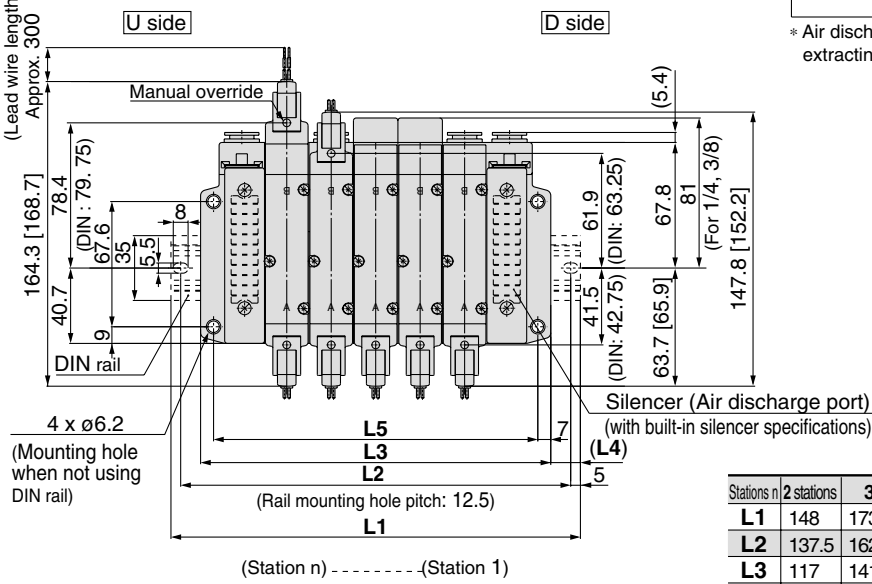 U side
D side
(Lead wire length)
Approx. 300
∗ Air disch
extractin
Manual override
(5.4)
164.3 [168.7]
78.4
(DIN : 79. 75)
67.6
8
35
5.5
40.7
9
61.9
(DIN: 63.25)
67.8
81
(For 1/4, 3/8)
147.8 [152.2]
41.5
(DIN: 42.75)
63.7 [65.9]
B B B B B
A A A A A
DIN rail
4 x ø6.2
(Mounting hole
when not using
DIN rail)
Silencer (Air discharge port)
(with built-in silencer specifications)
L5
7
L3
(L4)
L2
5
(Rail mounting hole pitch: 12.5)
L1
(Station n) - - - - - - - - (Station 1)
Stations n 2 stations 3
L1 148 173
L2 137.5 162
L3 117 141